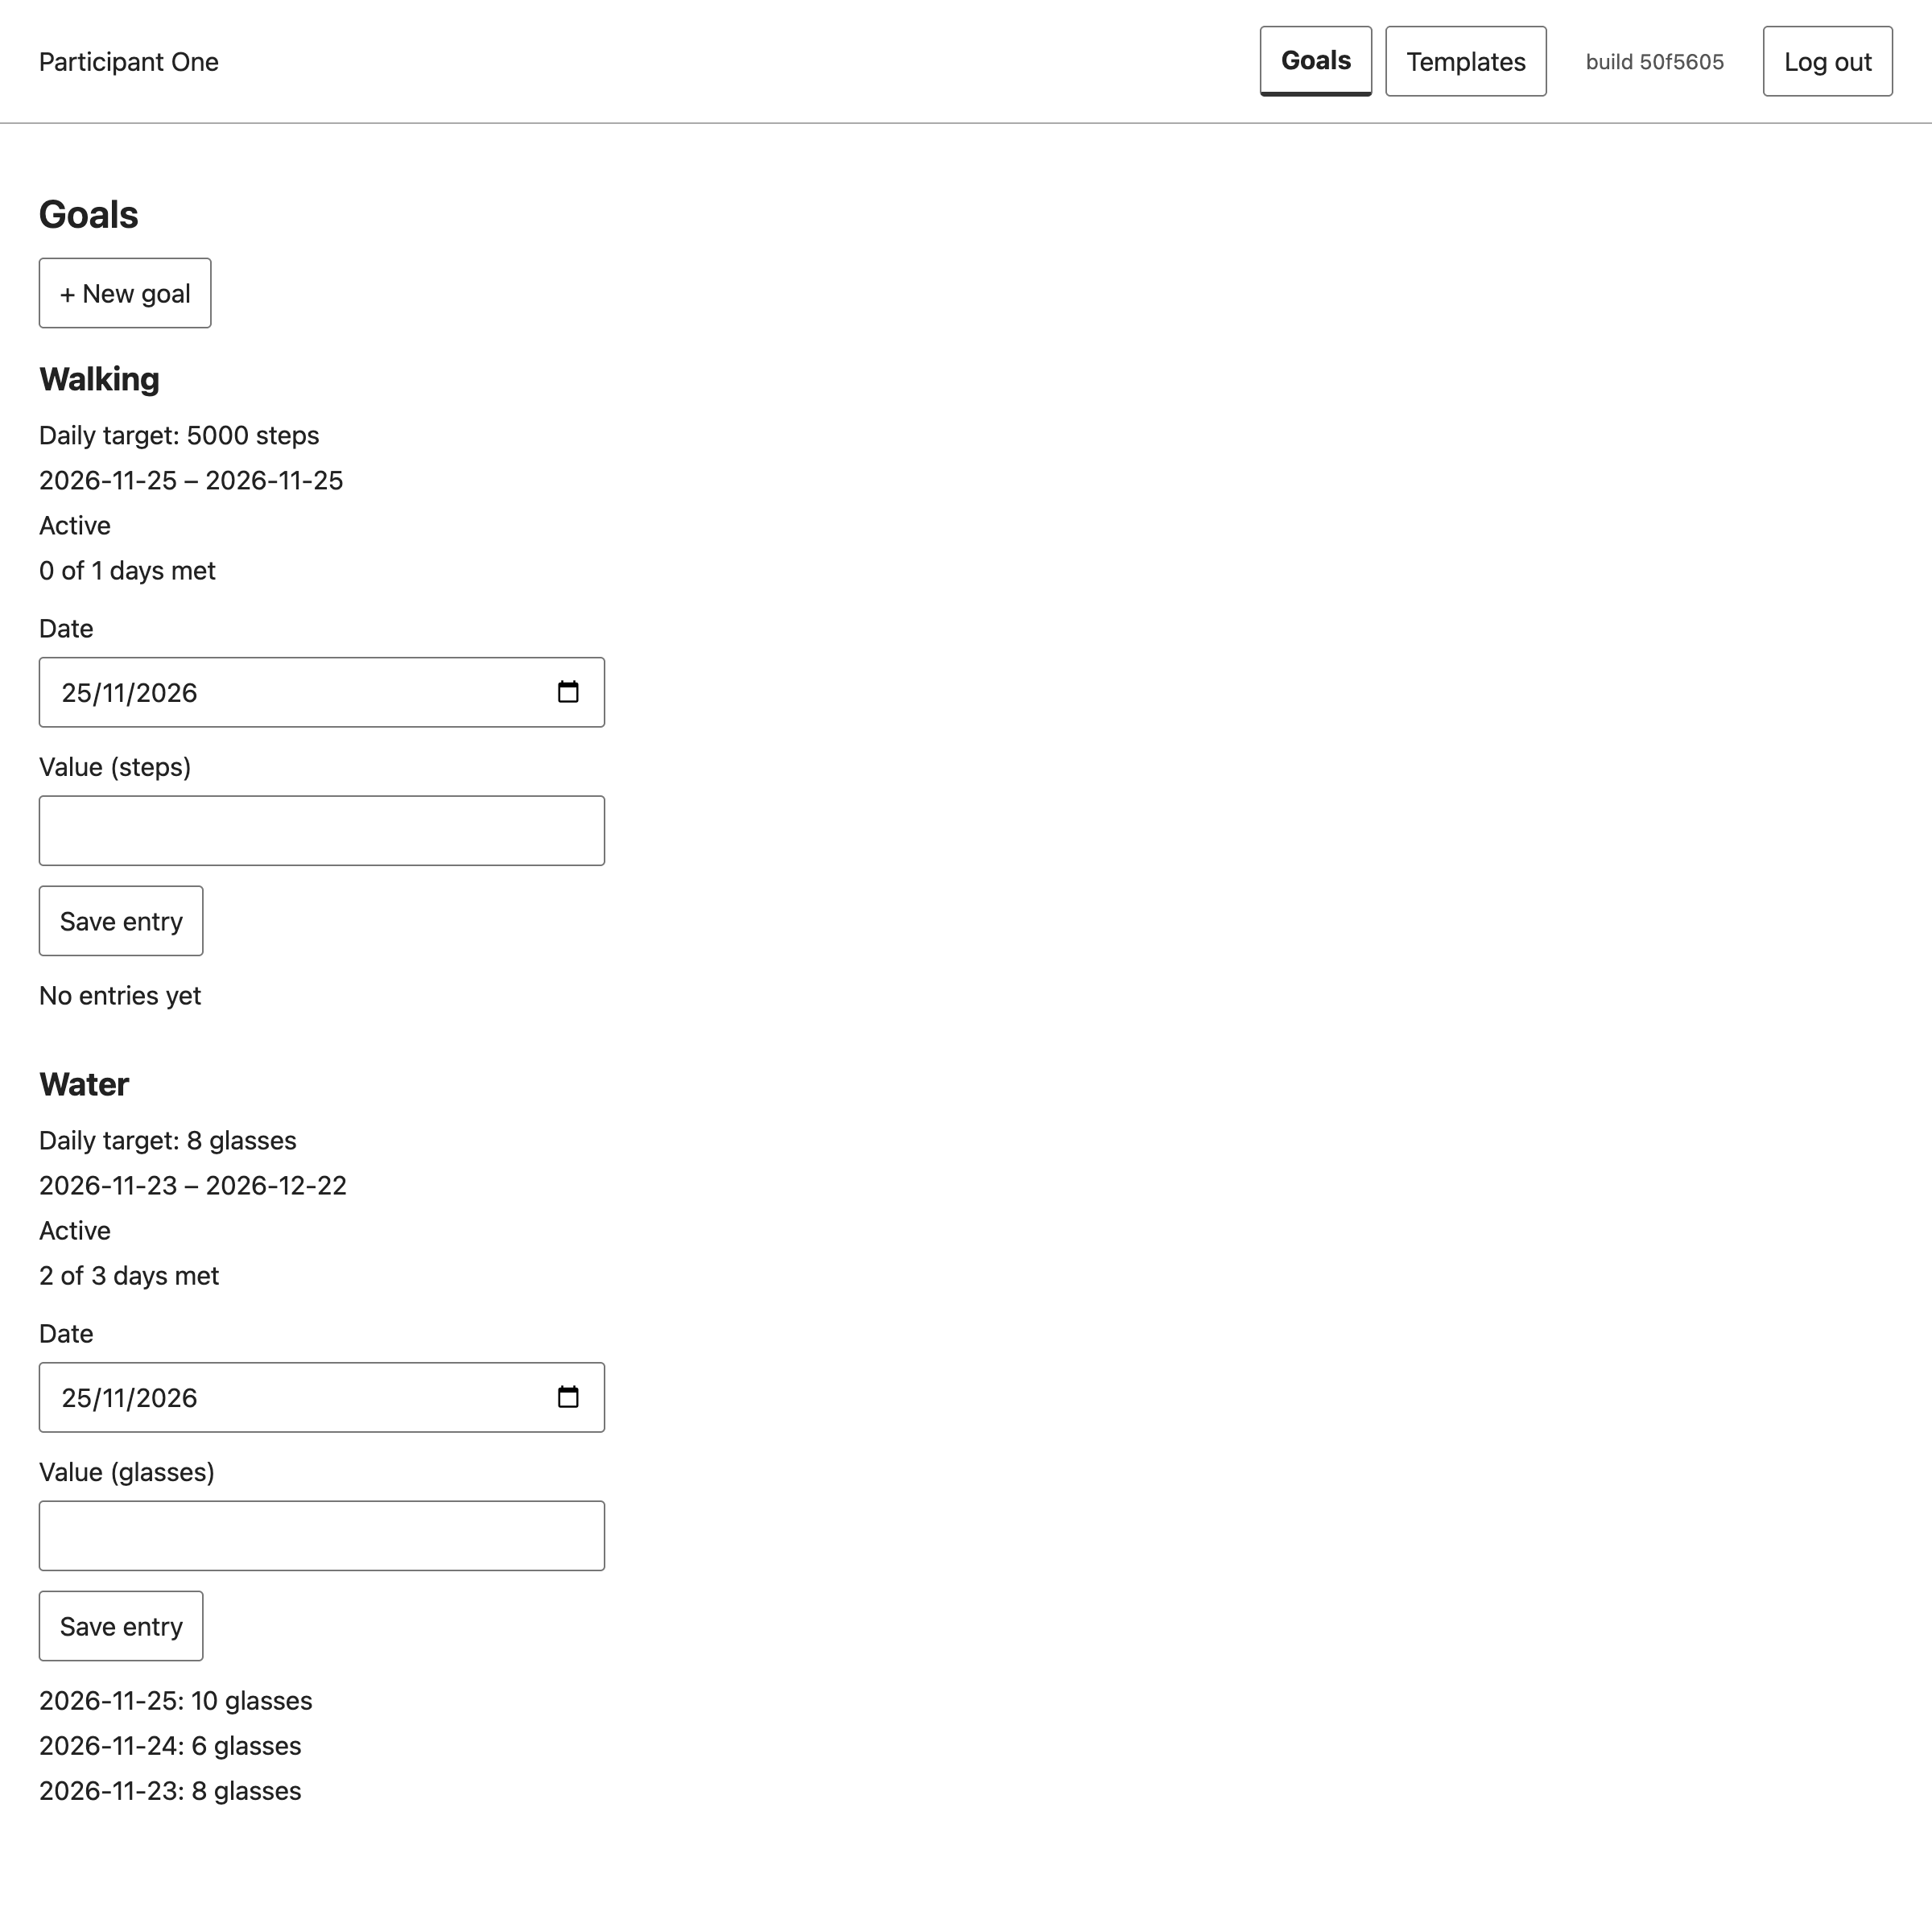 Participant One
Goals
Templates
build 50f5605
Log out
Goals
+ New goal
Walking
Daily target: 5000 steps
2026-11-25 – 2026-11-25
Active
0 of 1 days met
Date
25/11/2026
Value (steps)
Save entry
No entries yet
Water
Daily target: 8 glasses
2026-11-23 – 2026-12-22
Active
2 of 3 days met
Date
25/11/2026
Value (glasses)
Save entry
2026-11-25: 10 glasses
2026-11-24: 6 glasses
2026-11-23: 8 glasses